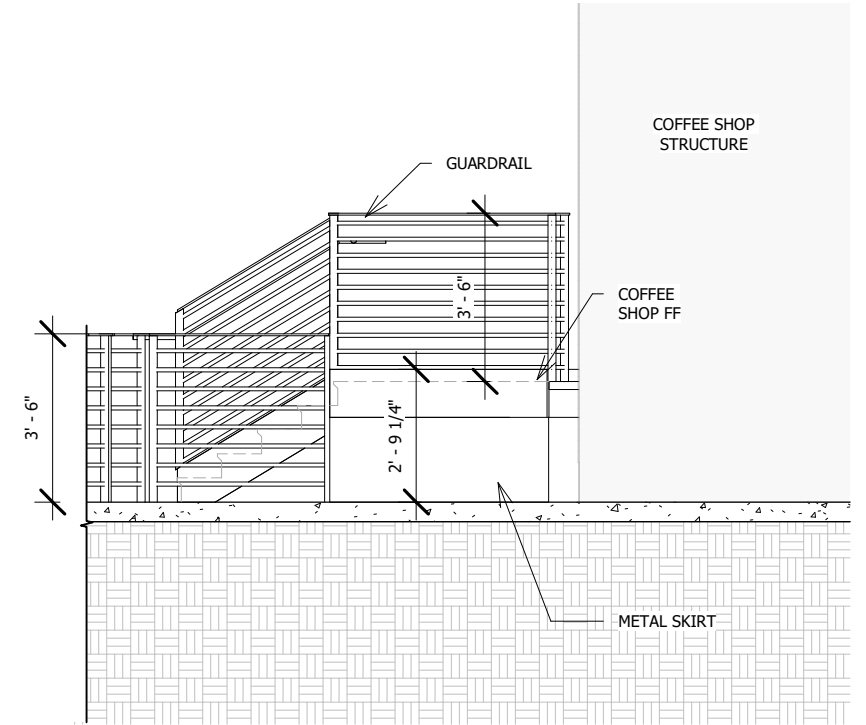 COFFEE SHOP
STRUCTURE
GUARDRAIL
COFFEE
SHOP FF
3' - 6"
3' - 6"
2' - 9 1/4"
METAL SKIRT